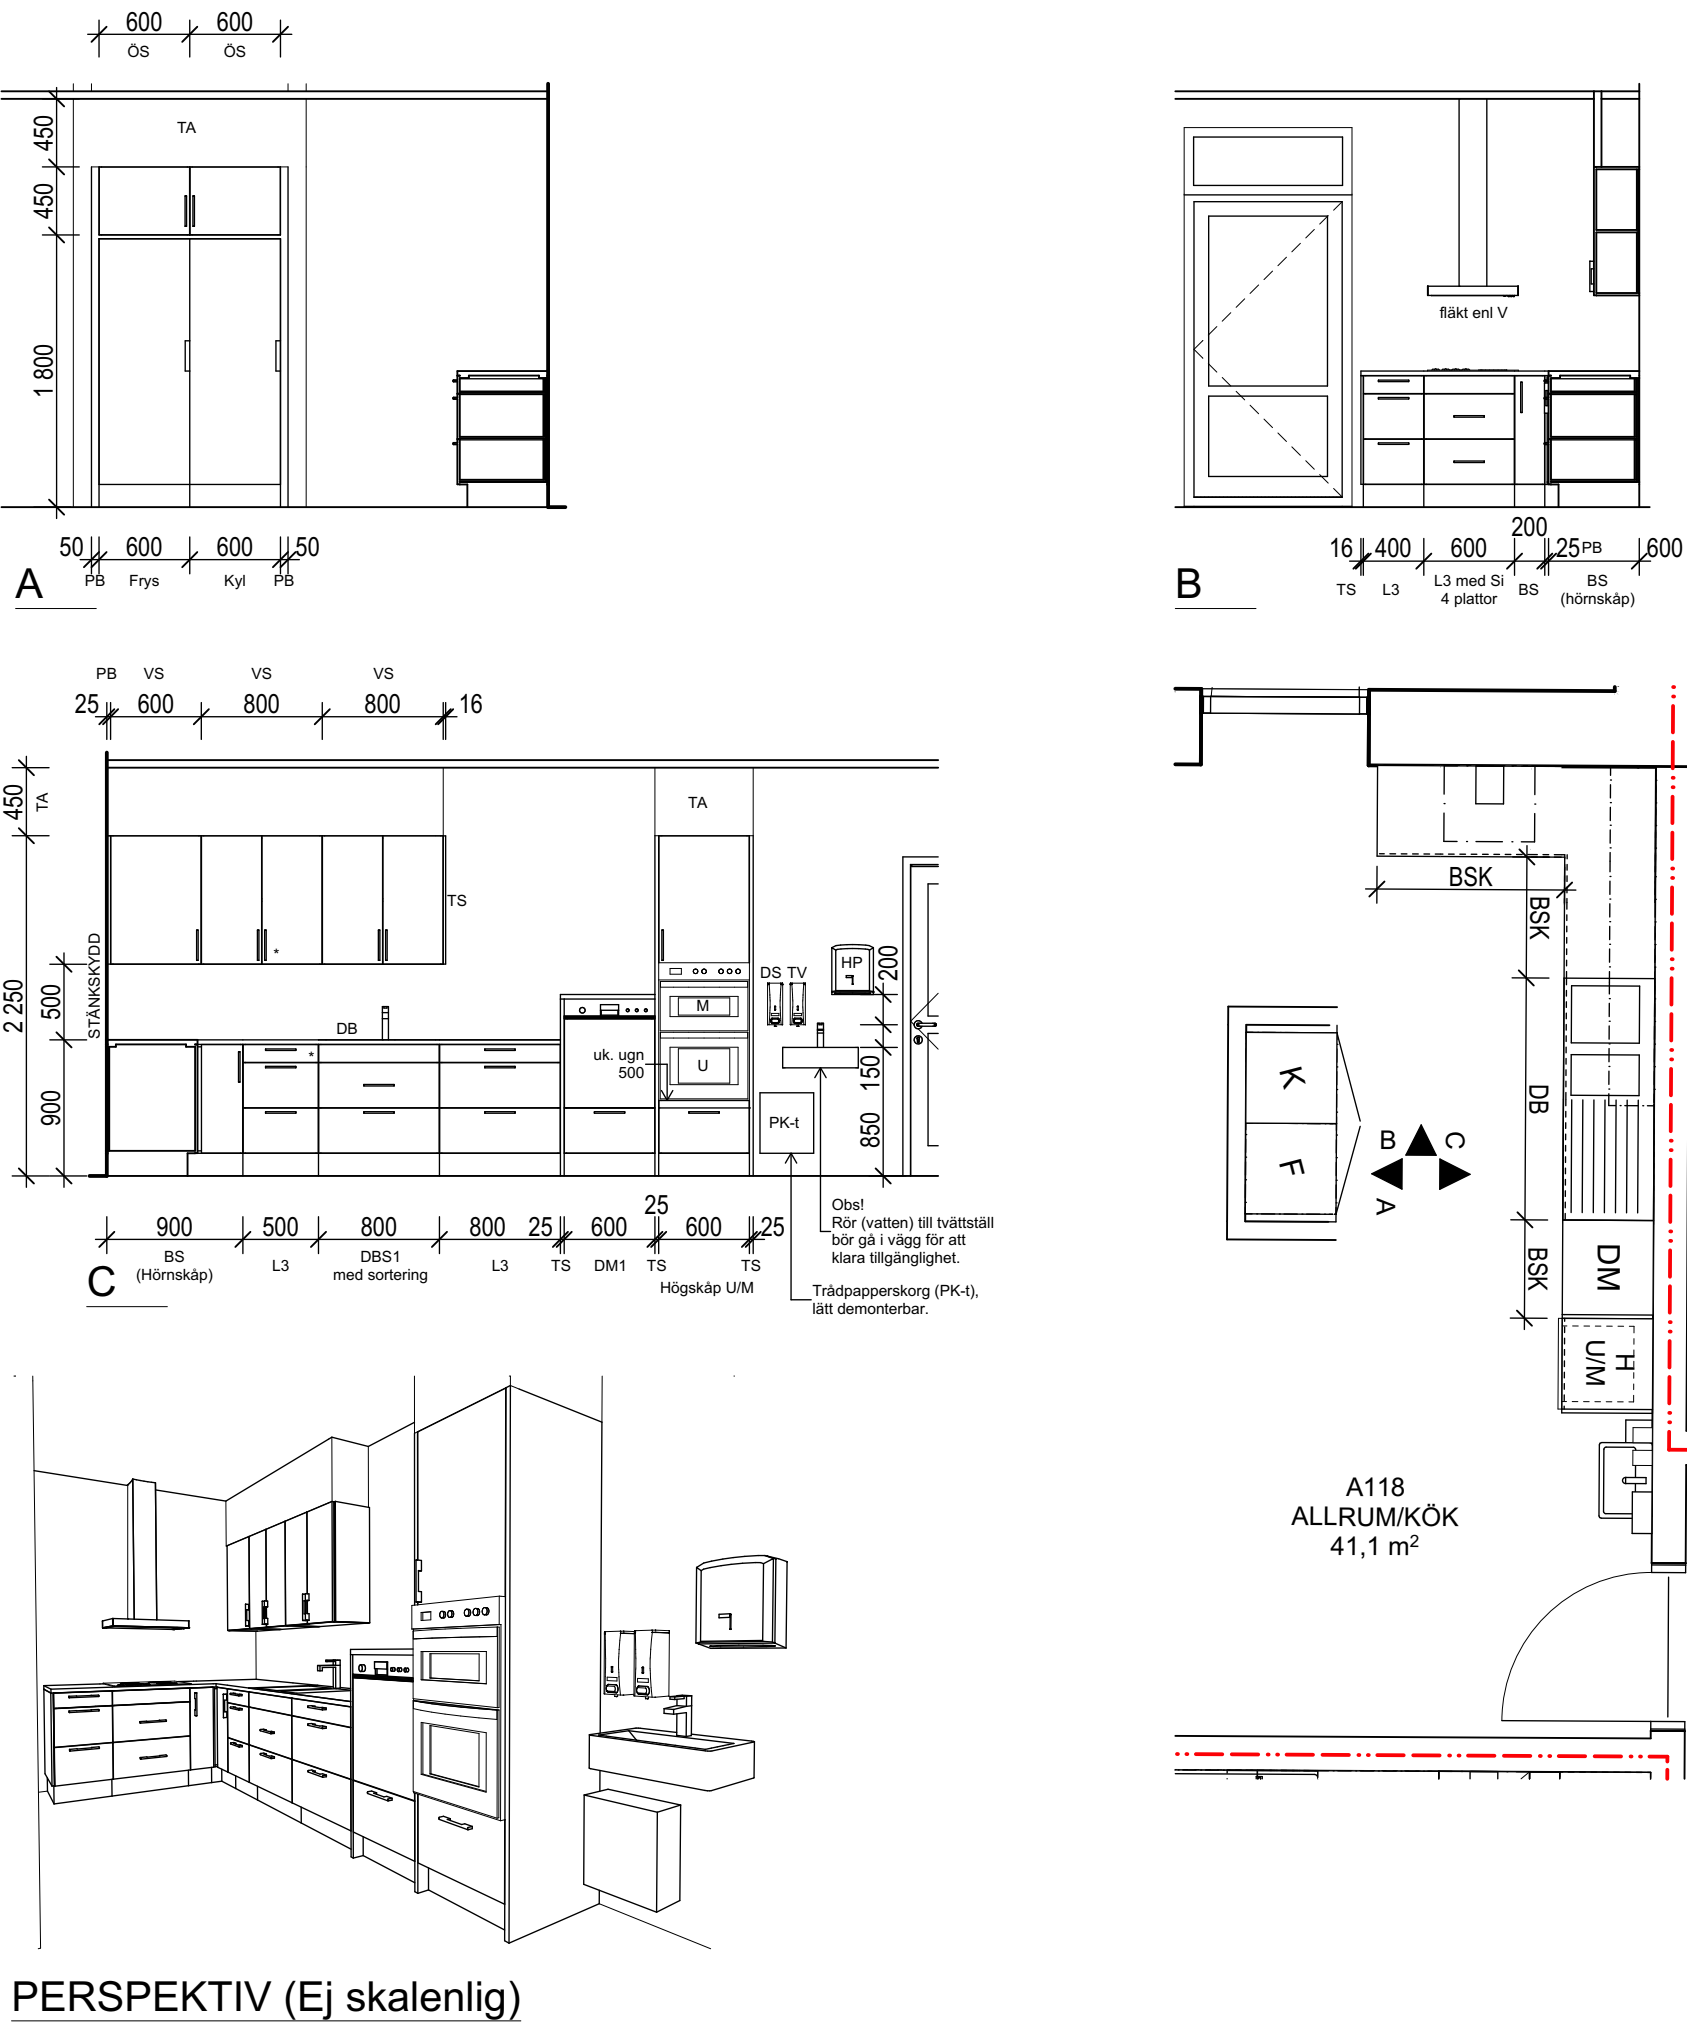 600 600
ÖS ÖS
450
TA
450
1 800
50 600 600 50
PB Frys Kyl PB
A
fläkt enl V
200
16 400 600 25 PB 600
TS L3 L3 med Si BS BS
4 plattor (hörnskåp)
B
PB VS VS VS
25 600 800 800 16
450
TA
TA
TS
*
STÄNKSKYDD
2 250
500
900
DB
*
uk. ugn
500
M
U
DS TV
HP
200
150
850
PK-t
25
900 500 800 800 25 600 600 25
BS L3 DBS1 L3 TS DM1 TS TS
(Hörnskåp) med sortering
Högskåp U/M
C
Obs!
Rör (vatten) till tvättställ
bör gå i vägg för att
klara tillgänglighet.
Trådpapperskorg (PK-t),
lätt demonterbar.
BSK
BSK
DB
BSK
K
F
B C
A
DM
H
U/M
A118
ALLRUM/KÖK
41,1 m²
PERSPEKTIV (Ej skalenlig)